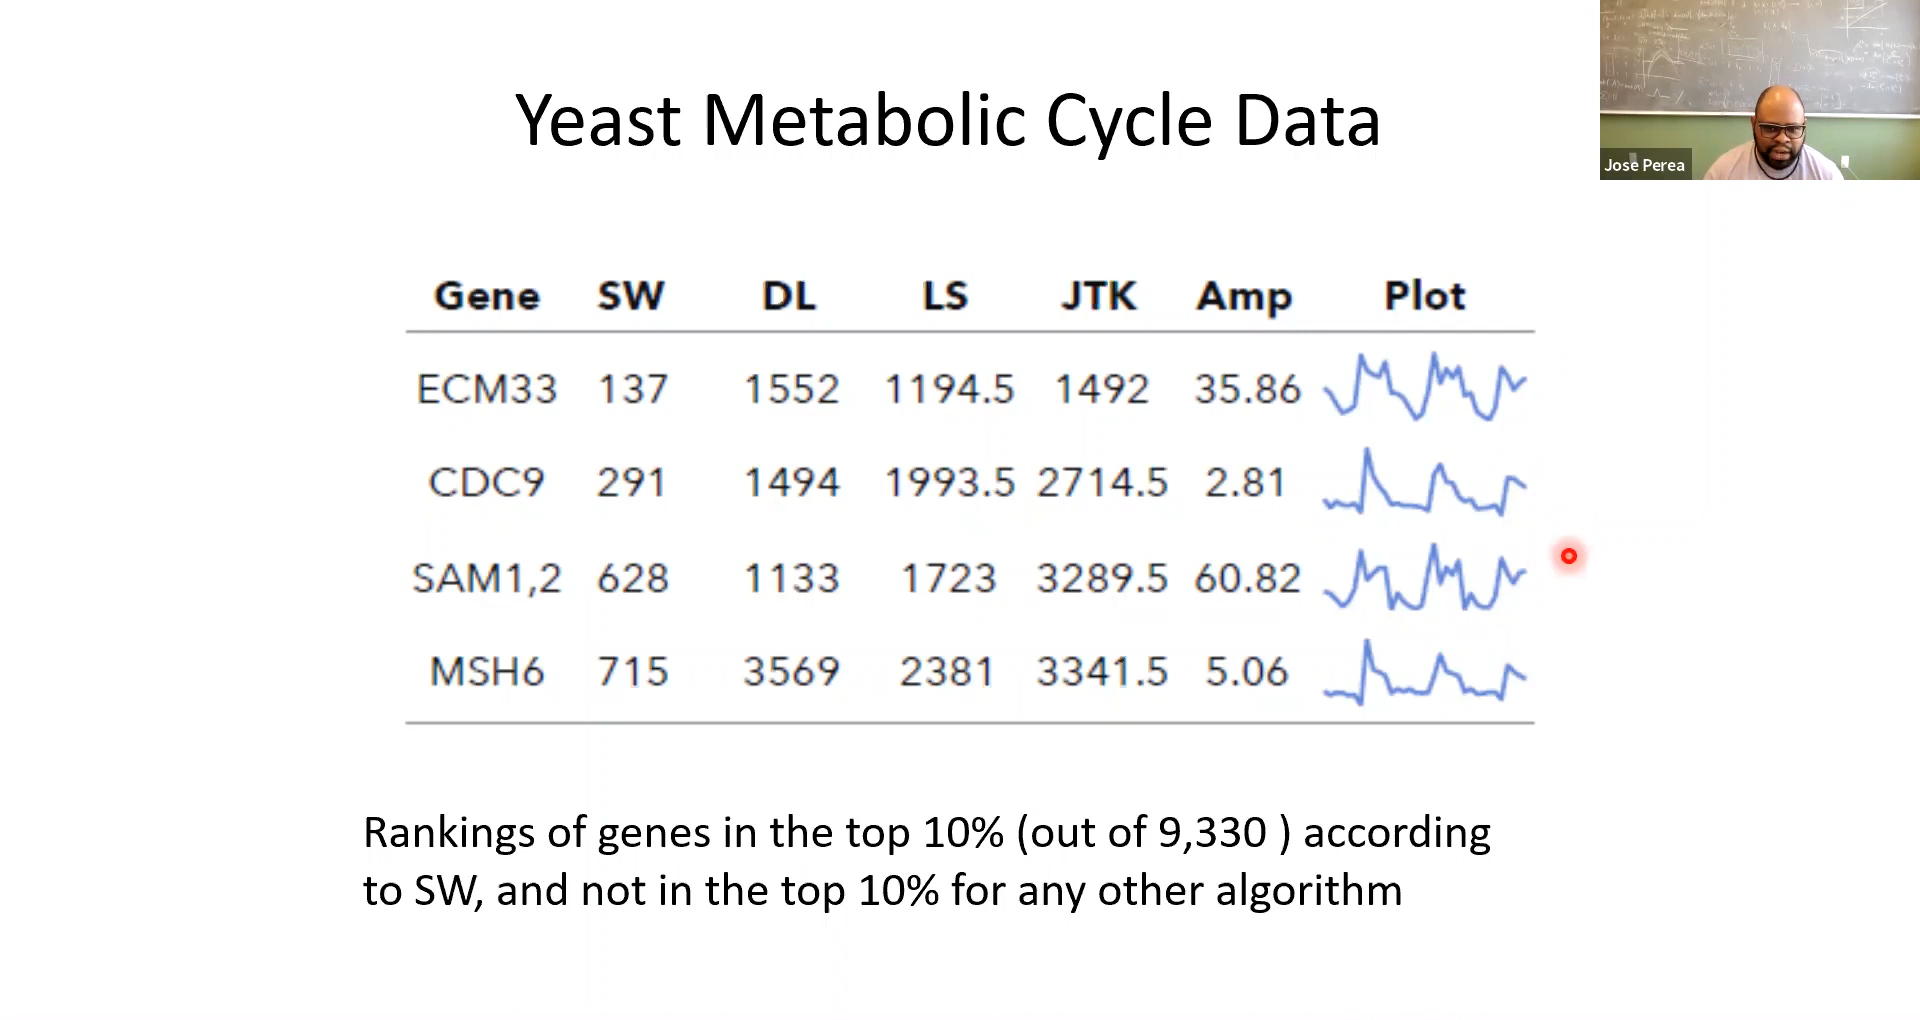 Yeast Metabolic Cycle Data
Jose Perea
Gene SW DL LS JTK Amp Plot
ECM33 137 1552 1194.5 1492 35.86
CDC9 291 1494 1993.5 2714.5 2.81
SAM1,2 628 1133 1723 3289.5 60.82
MSH6 715 3569 2381 3341.5 5.06
Rankings of genes in the top 10% (out of 9,330 ) according
to SW, and not in the top 10% for any other algorithm